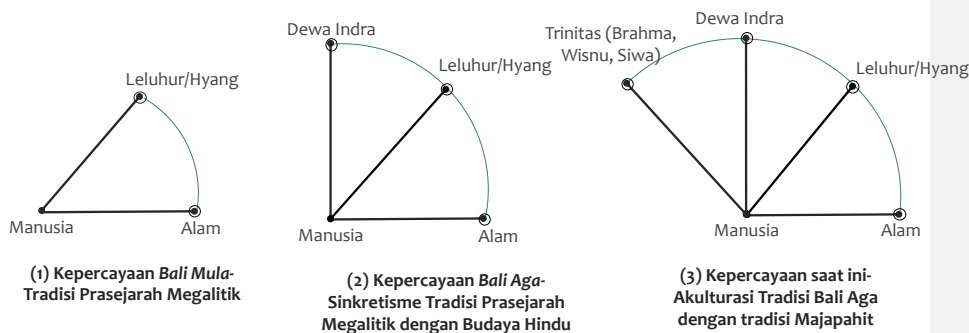 Leluhur/Hyang
Manusia
Alam
(1) Kepercayaan Bali Mula-
Tradisi Prasejarah Megalitik
Dewa Indra
Leluhur/Hyang
Manusia
Alam
(2) Kepercayaan Bali Aga-
Sinkretisme Tradisi Prasejarah
Megalitik dengan Budaya Hindu
Dewa Indra
Trinitas (Brahma,
Wisnu, Siwa)
Leluhur/Hyang
Manusia
Alam
(3) Kepercayaan saat ini-
Akulturasi Tradisi Bali Aga
dengan tradisi Majapahit